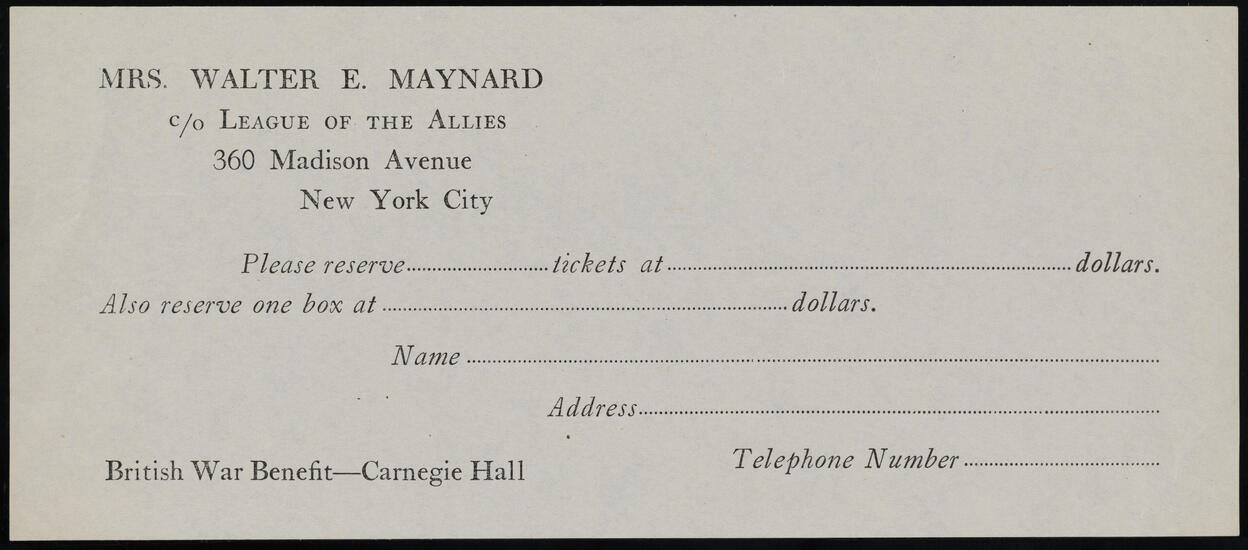 MRS. WALTER E. MAYNARD
c/o LEAGUE OF THE ALLIES
360 Madison Avenue
New York City
Please reserve..........................tickets at..........................dollars.
Also reserve one box at..........................dollars.
Name..........................
Address..........................
Telephone Number..........................
British War Benefit—Carnegie Hall